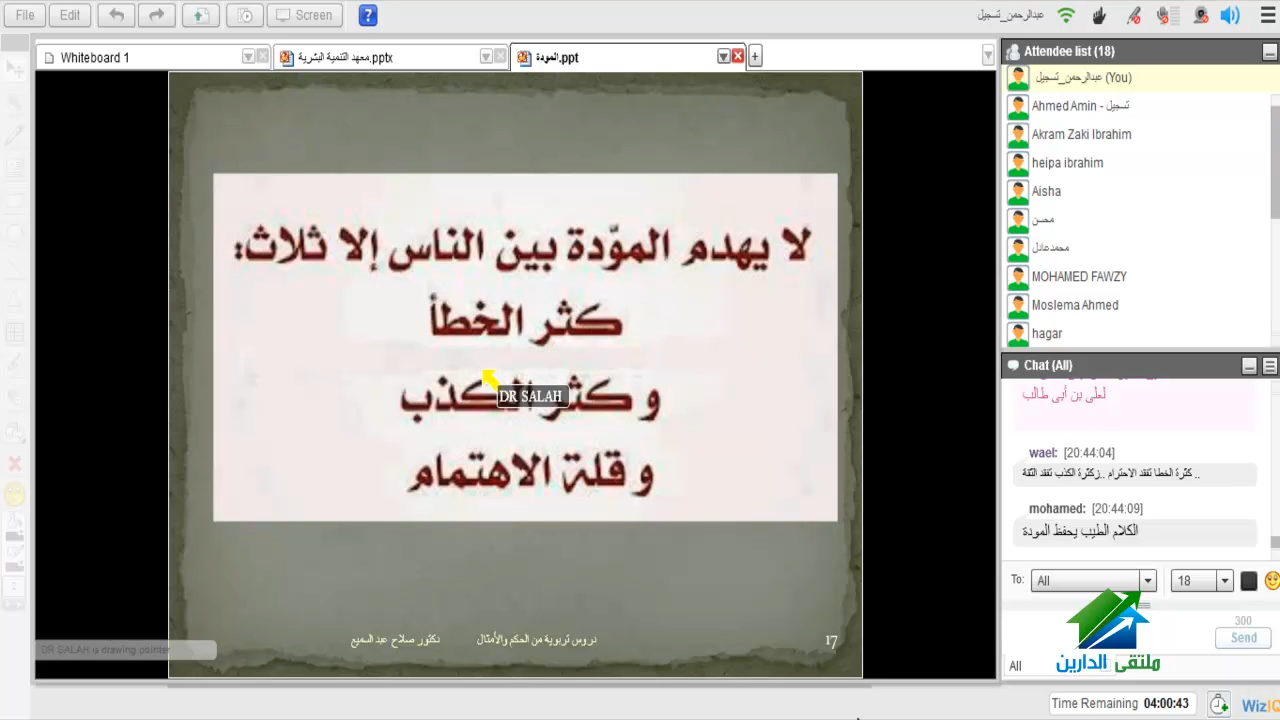 File
Edit
Screen
?
عبدالرحمن_تسجيل
Whiteboard 1
معهد التنمية البشرية.pptx
المودة.ppt
+
لا يهدم المودّة بين الناس إلا ثلاث:
كثر الخطأ
و كثر الكذب
DR SALAH
و قلة الاهتمام
دكتور صلاح عبد السميع
دروس تربوية من الحكم والأمثال
17
DR SALAH is drawing pointer
Attendee list (18)
عبدالرحمن_تسجيل (You)
Ahmed Amin - تسجيل
Akram Zaki Ibrahim
heipa ibrahim
Aisha
محسن
محمدعادل
MOHAMED FAWZY
Moslema Ahmed
hagar
Chat (All)
لعلى بن أبى طالب
wael: [20:44:04]
كثرة الخطا تفقد الاحترام ..زكثرة الكذب تفقد الثقة ..
mohamed: [20:44:09]
الكلام الطيب يحفظ المودة
To: All
18
300
Send
All
ملتقى الدارين
Time Remaining 04:00:43
WizIQ